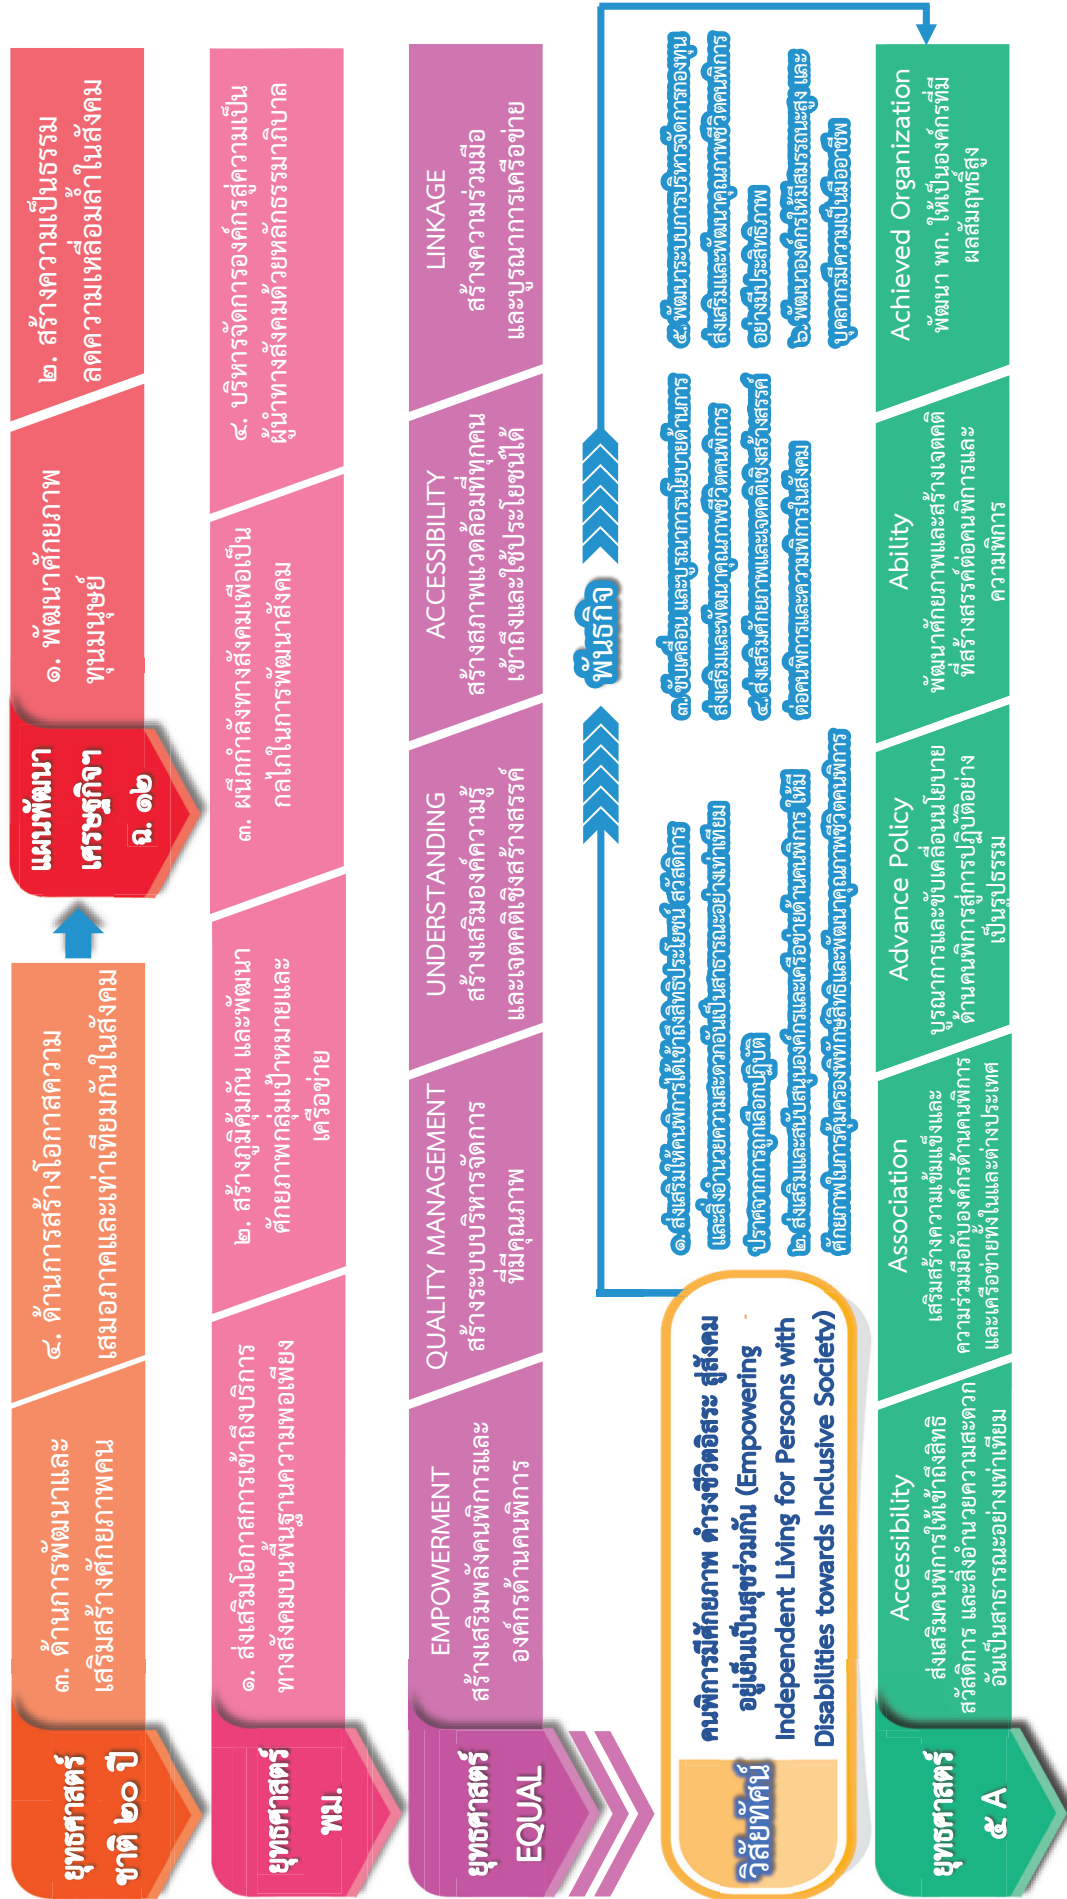 ยุทธศาสตร์
ชาติ ๒๐ ปี
๓. ด้านการพัฒนาและ
เสริมสร้างศักยภาพคน
๔. ด้านการสร้างโอกาสความ
เสมอภาคและเท่าเทียมกันในสังคม
แผนพัฒนา
เศรษฐกิจฯ
ฉ. ๑๒
๑. พัฒนาศักยภาพ
ทุนมนุษย์
๒. สร้างความเป็นธรรม
ลดความเหลื่อมล้ำในสังคม
ยุทธศาสตร์
พม.
๑. ส่งเสริมโอกาสการเข้าถึงบริการ
ทางสังคมบนพื้นฐานความพอเพียง
๒. สร้างภูมิคุ้มกัน และพัฒนา
ศักยภาพกลุ่มเป้าหมายและ
เครือข่าย
๓. ผนึกกำลังทางสังคมเพื่อเป็น
กลไกในการพัฒนาสังคม
๔. บริหารจัดการองค์กรสู่ความเป็น
ผู้นำทางสังคมด้วยหลักธรรมาภิบาล
ยุทธศาสตร์
EQUAL
EMPOWERMENT
สร้างเสริมพลังคนพิการและ
องค์กรด้านคนพิการ
QUALITY MANAGEMENT
สร้างระบบบริหารจัดการ
ที่มีคุณภาพ
UNDERSTANDING
สร้างเสริมองค์ความรู้
และเจตคติเชิงสร้างสรรค์
ACCESSIBILITY
สร้างสภาพแวดล้อมที่ทุกคน
เข้าถึงและใช้ประโยชน์ได้
LINKAGE
สร้างความร่วมมือ
และบูรณาการเครือข่าย
วิสัยทัศน์
คนพิการมีศักยภาพ ดำรงชีวิตอิสระ สู่สังคม
อยู่เย็นเป็นสุขร่วมกัน (Empowering
Independent Living for Persons with
Disabilities towards Inclusive Society)
พันธกิจ
๑. ส่งเสริมให้คนพิการได้เข้าถึงสิทธิประโยชน์ สวัสดิการ
และสิ่งอำนวยความสะดวกอันเป็นสาธารณะอย่างเท่าเทียม
ปราศจากการถูกเลือกปฏิบัติ
๒. ส่งเสริมและสนับสนุนองค์กรและเครือข่ายด้านคนพิการ ให้มี
ศักยภาพในการคุ้มครองพิทักษ์สิทธิและพัฒนาคุณภาพชีวิตคนพิการ
๓. ขับเคลื่อน และบูรณาการนโยบายด้านการ
ส่งเสริมและพัฒนาคุณภาพชีวิตคนพิการ
๔. ส่งเสริมศักยภาพและเจตคติเชิงสร้างสรรค์
ต่อคนพิการและความพิการในสังคม
๕. พัฒนาระบบการบริหารจัดการกองทุน
ส่งเสริมและพัฒนาคุณภาพชีวิตคนพิการ
อย่างมีประสิทธิภาพ
๖. พัฒนาองค์กรให้มีสมรรถนะสูง และ
บุคลากรมีความเป็นมืออาชีพ
ยุทธศาสตร์
๕ A
Accessibility
ส่งเสริมคนพิการให้เข้าถึงสิทธิ
สวัสดิการ และสิ่งอำนวยความสะดวก
อันเป็นสาธารณะอย่างเท่าเทียม
Association
เสริมสร้างความเข้มแข็งและ
ความร่วมมือกับองค์กรด้านคนพิการ
และเครือข่ายทั้งในและต่างประเทศ
Advance Policy
บูรณาการและขับเคลื่อนนโยบาย
ด้านคนพิการสู่การปฏิบัติอย่าง
เป็นรูปธรรม
Ability
พัฒนาศักยภาพและสร้างเจตคติ
ที่สร้างสรรค์ต่อคนพิการและ
ความพิการ
Achieved Organization
พัฒนา พก. ให้เป็นองค์กรที่มี
ผลสัมฤทธิ์สูง